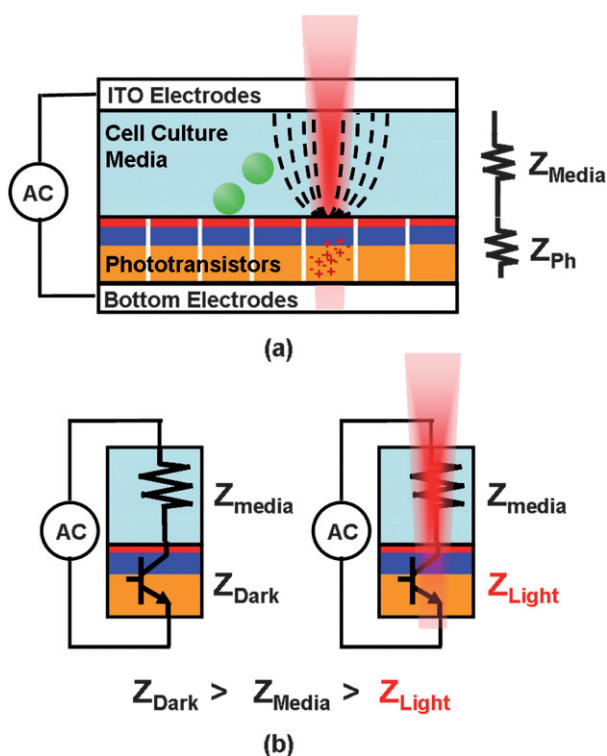 ITO Electrodes
Cell Culture
Media
AC
Z_Media
Z_Ph
Phototransistors
Bottom Electrodes
(a)
AC
Z_media
Z_Dark
AC
Z_media
Z_Light
Z_Dark > Z_Media > Z_Light
(b)